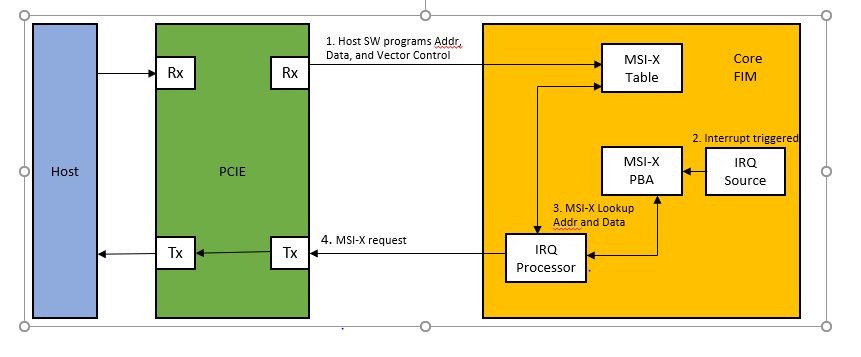 1. Host SW programs Addr,
Data, and Vector Control
Rx
Rx
MSI-X
Table
Core
FIM
2. Interrupt triggered
Host
PCIE
MSI-X
PBA
IRQ
Source
3. MSI-X Lookup
Addr and Data
Tx
Tx
4. MSI-X request
IRQ
Processor